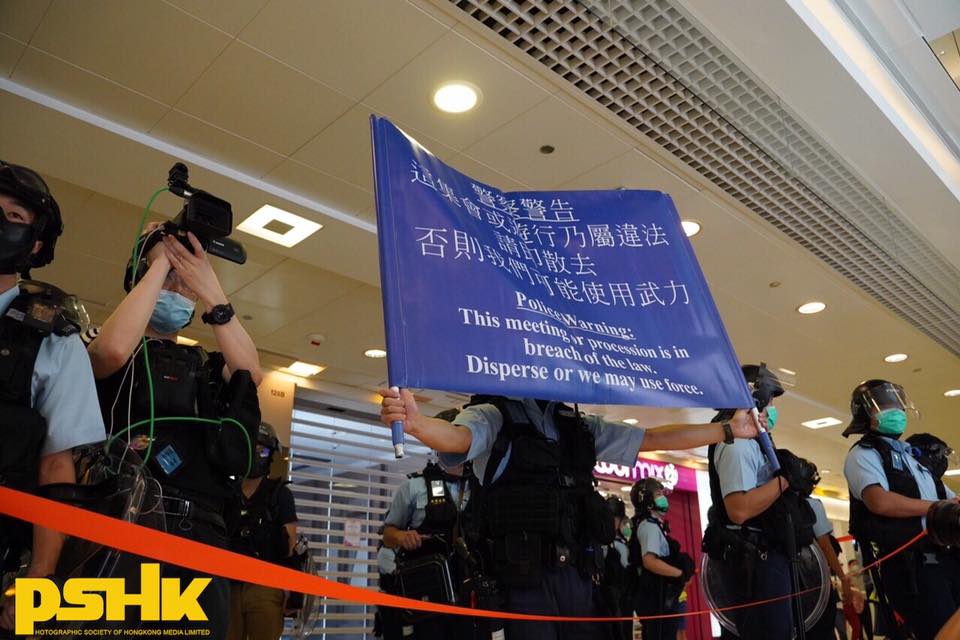 警察警告
這集會或遊行乃屬違法
請即散去
否則我們可能使用武力
Police Warning:
This meeting or procession is in
breach of the law.
Disperse or we may use force.
PSHK
PHOTOGRAPHIC SOCIETY OF HONGKONG MEDIA LIMITED